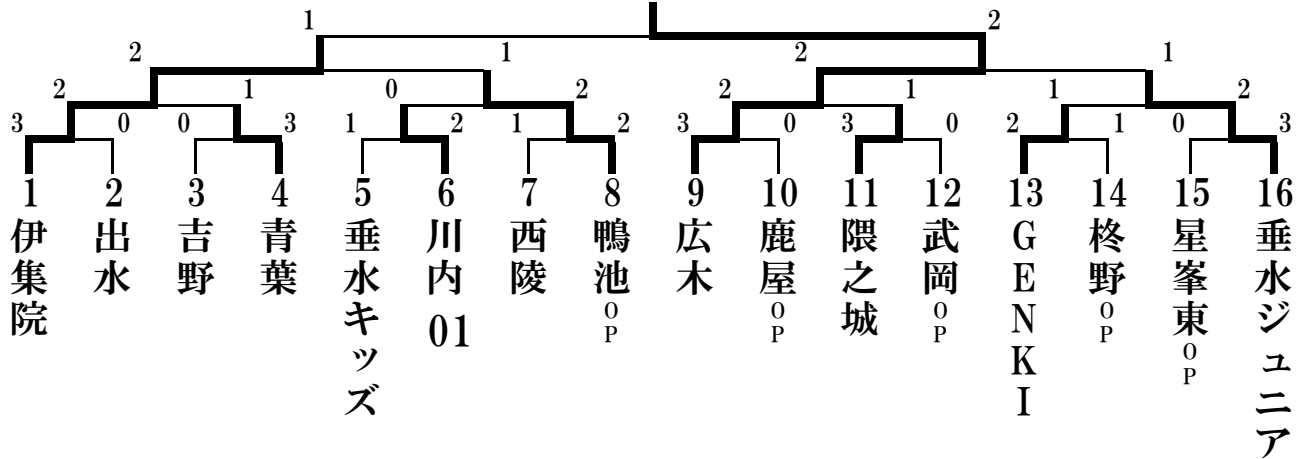 1 2
2 1 2 1
2 1 0 2 2 1 1 2
3 0 0 3 1 2 1 2 3 0 3 0 2 1 0 3
1 2 3 4 5 6 7 8 9 10 11 12 13 14 15 16
伊集院
出水
吉野
青葉
垂水キッズ
川内01
西陵
鴨池OP
広木
鹿屋OP
隈之城
武岡OP
GENKI
柊野OP
星峯東OP
垂水ジュニア